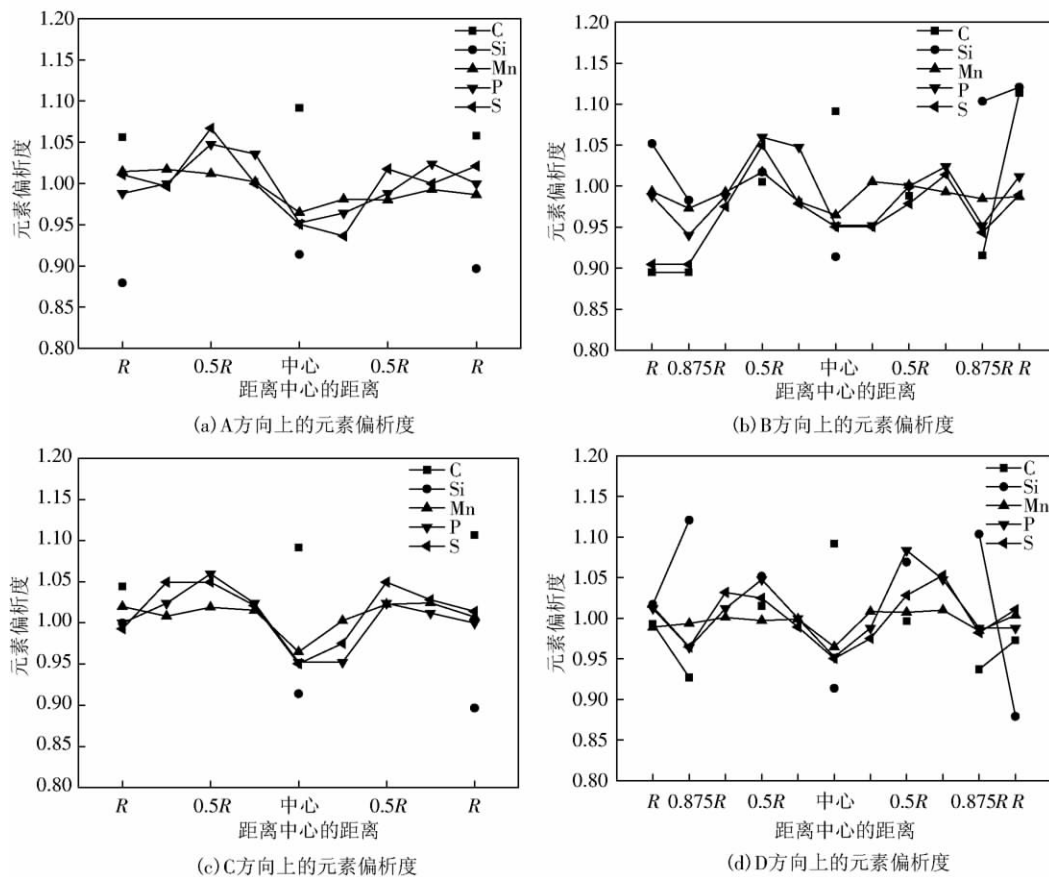 1.20
1.15
1.10
1.05
1.00
0.95
0.90
0.85
0.80
元素偏析度
C
Si
Mn
P
S
R 0.5R 中心 0.5R R
距离中心的距离
(a)A方向上的元素偏析度
1.20
1.15
1.10
1.05
1.00
0.95
0.90
0.85
0.80
元素偏析度
C
Si
Mn
P
S
R 0.875R 0.5R 中心 0.5R 0.875R R
距离中心的距离
(b)B方向上的元素偏析度
1.20
1.15
1.10
1.05
1.00
0.95
0.90
0.85
0.80
元素偏析度
C
Si
Mn
P
S
R 0.5R 中心 0.5R R
距离中心的距离
(c)C方向上的元素偏析度
1.20
1.15
1.10
1.05
1.00
0.95
0.90
0.85
0.80
元素偏析度
C
Si
Mn
P
S
R 0.875R 0.5R 中心 0.5R 0.875R R
距离中心的距离
(d)D方向上的元素偏析度